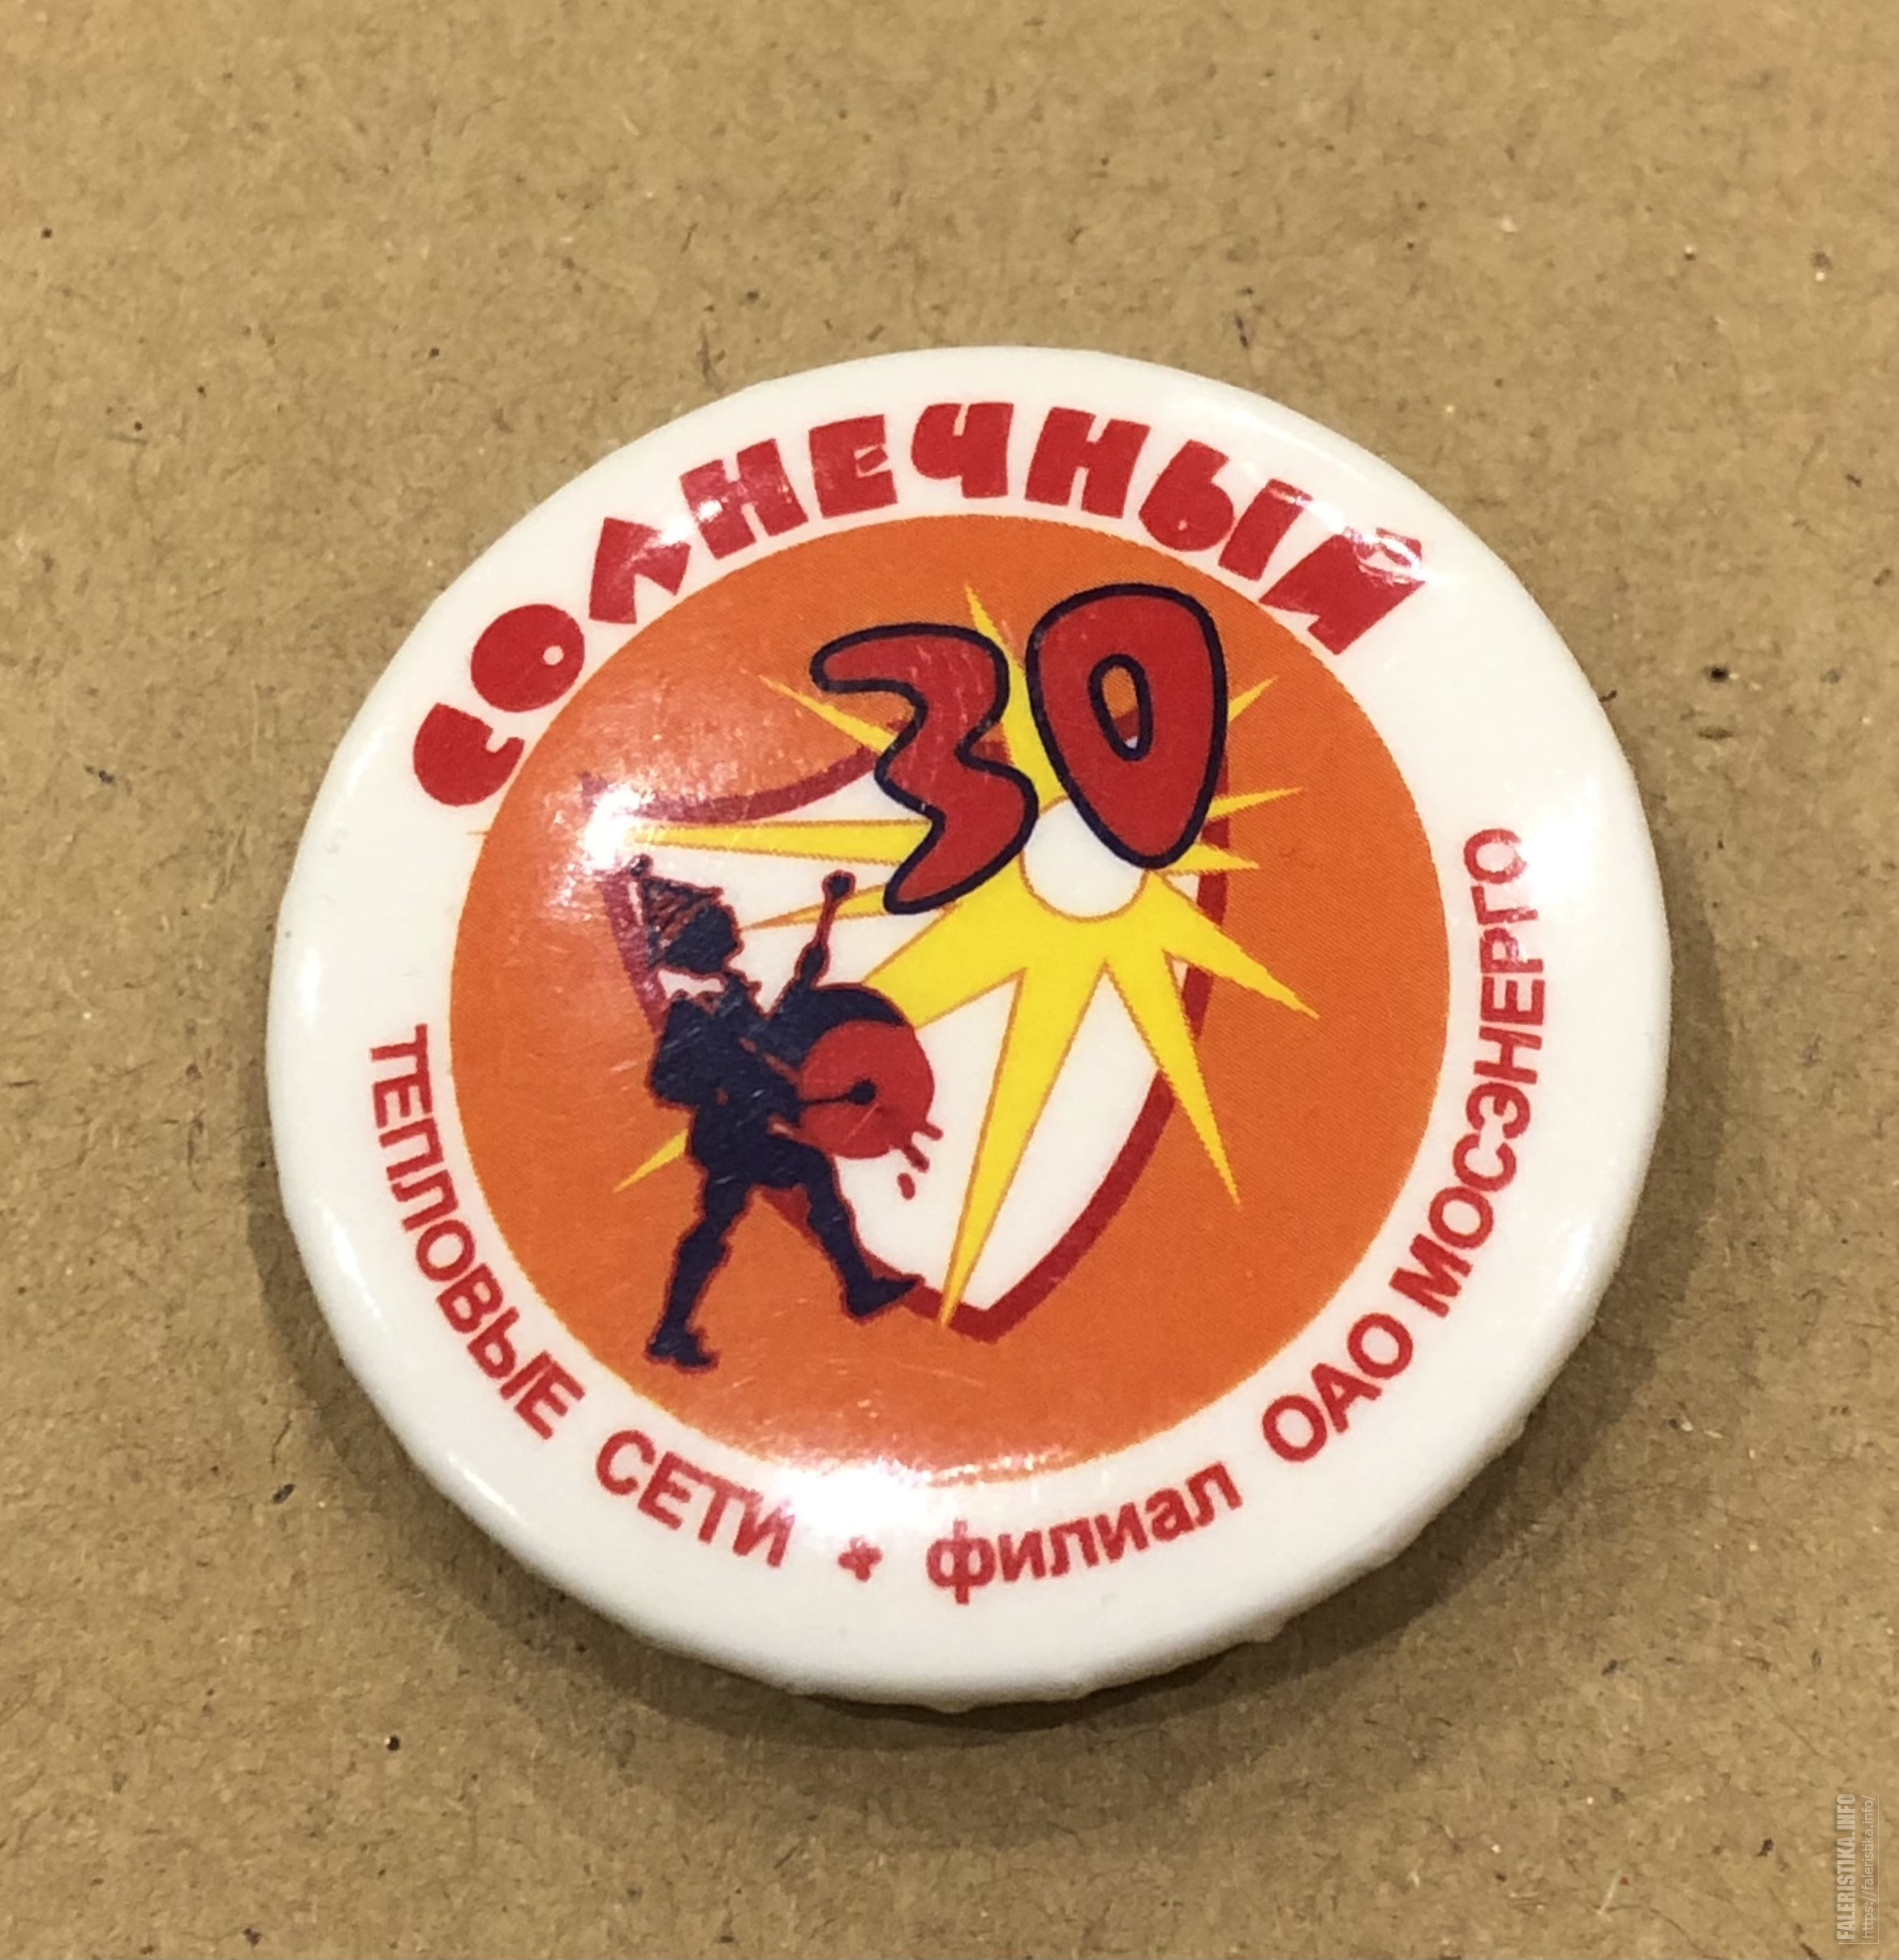 СОЛНЕЧНЫЙ
30
ТЕПЛОВЫЕ СЕТИ * филиал ОАО МОСЭНЕРГО
FALERISTIKA.INFO
https://faleristika.info/